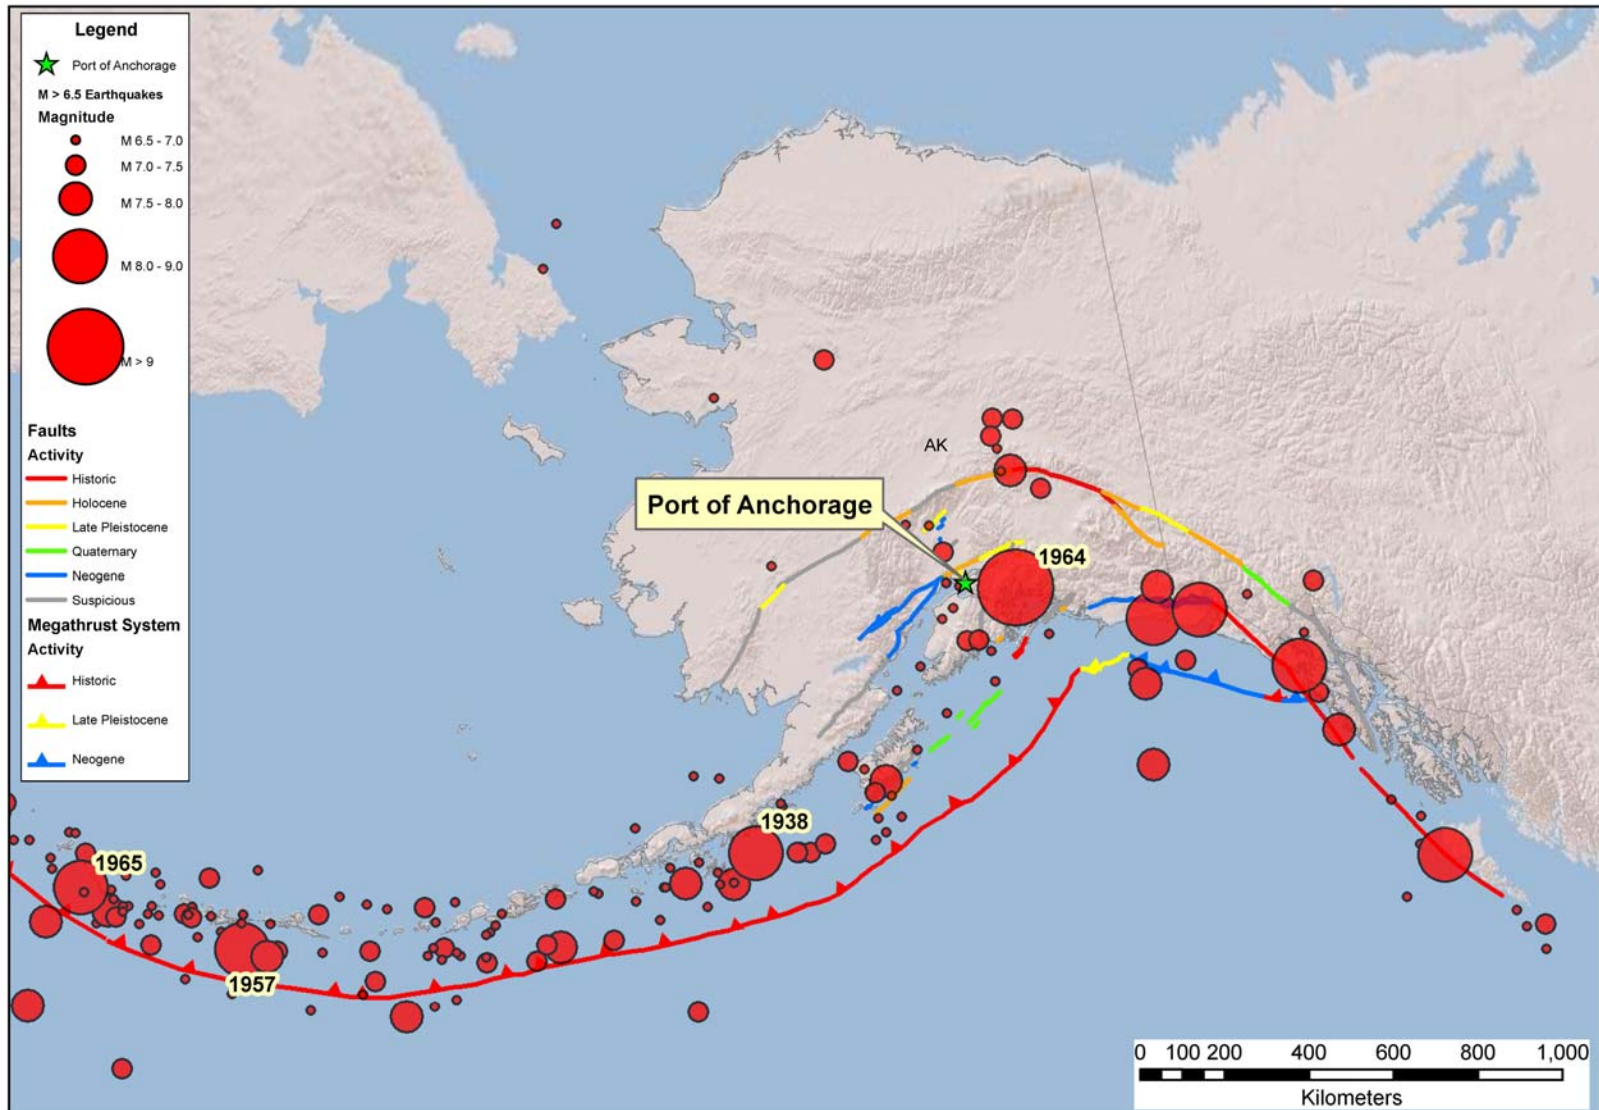 Legend
Port of Anchorage
M > 6.5 Earthquakes
Magnitude
M 6.5 - 7.0
M 7.0 - 7.5
M 7.5 - 8.0
M 8.0 - 9.0
M > 9
Faults
Activity
Historic
Holocene
Late Pleistocene
Quaternary
Neogene
Suspicious
Megathrust System
Activity
Historic
Late Pleistocene
Neogene
AK
Port of Anchorage
1964
1938
1965
1957
0 100 200 400 600 800 1,000
Kilometers